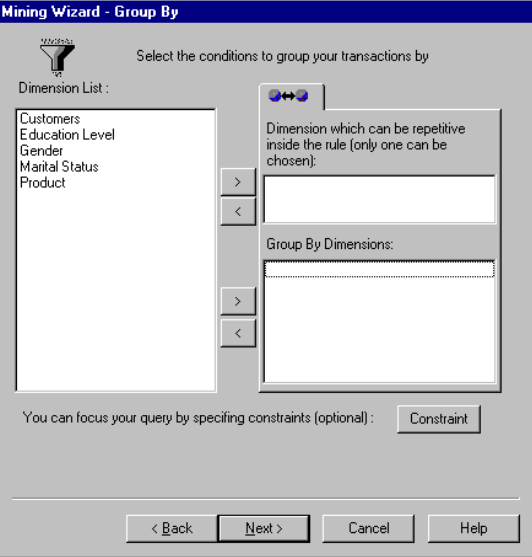 Mining Wizard - Group By
Select the conditions to group your transactions by
Dimension List :
Customers
Education Level
Gender
Marital Status
Product
>
<
>
<
Dimension which can be repetitive
inside the rule (only one can be
chosen):
Group By Dimensions:
You can focus your query by specifing constraints (optional) :
Constraint
< Back
Next >
Cancel
Help